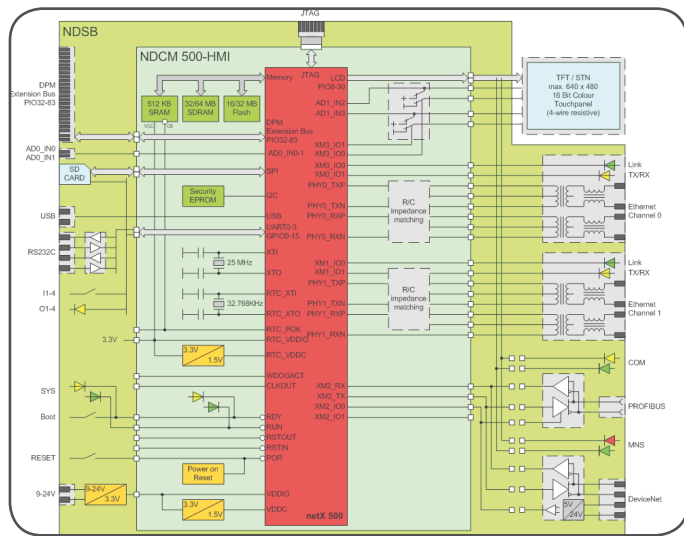 JTAG
NDSB
NDCM 500-HMI
DPM
Extension Bus
PIO32-83
AD0_IN0
AD0_IN1
SD
CARD
USB
RS232C
I1-4
O1-4
3.3V
SYS
Boot
RESET
9-24V
9-24V
3.3V
512 KB
SRAM
32/64 MB
SDRAM
16/32 MB
Flash
VCC
CS
Security
EPROM
25 MHz
32.768KHz
3.3V
1.5V
Power on
Reset
3.3V
1.5V
Memory
JTAG
LCD
PIO8-30
AD1_IN2
AD1_IN3
DPM
Extension Bus
PIO32-83
AD0_IN0-1
SPI
I2C
USB
UART0-3
GPIO0-15
XTI
XTO
RTC_XTI
RTC_XTO
RTC_POK
RTC_VDDIO
RTC_VDDC
WDOGACT
CLKOUT
RDY
RUN
RSTOUT
RSTIN
POR
VDDIO
VDDC
netX 500
XM3_IO1
XM3_IO0
XM0_IO0
XM0_IO1
PHY0_TXP
PHY0_TXN
PHY0_RXP
PHY0_RXN
XM1_IO0
XM1_IO1
PHY1_TXP
PHY1_TXN
PHY1_RXP
PHY1_RXN
XM2_RX
XM2_TX
XM2_IO0
XM2_IO1
R/C
impedance
matching
R/C
impedance
matching
TFT / STN
max. 640 x 480
16 Bit Colour
Touchpanel
(4-wire resistive)
Link
TX/RX
Ethernet
Channel 0
Link
TX/RX
Ethernet
Channel 1
COM
PROFIBUS
MNS
DeviceNet
5V
24V